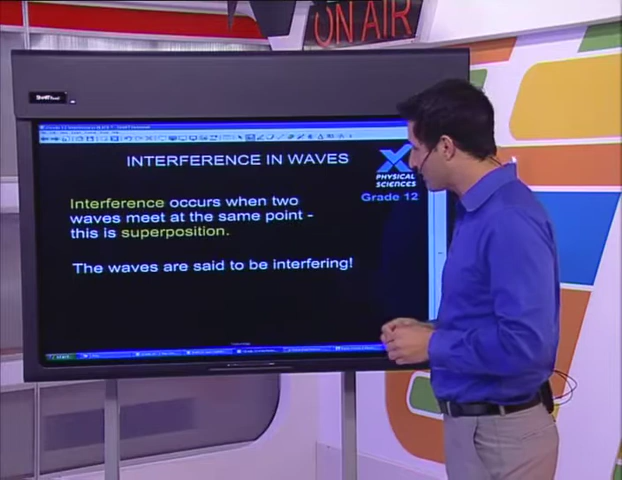 ON AIR
INTERFERENCE IN WAVES
X
PHYSICAL
SCIENCES
Grade 12
Interference occurs when two
waves meet at the same point -
this is superposition.
The waves are said to be interfering!